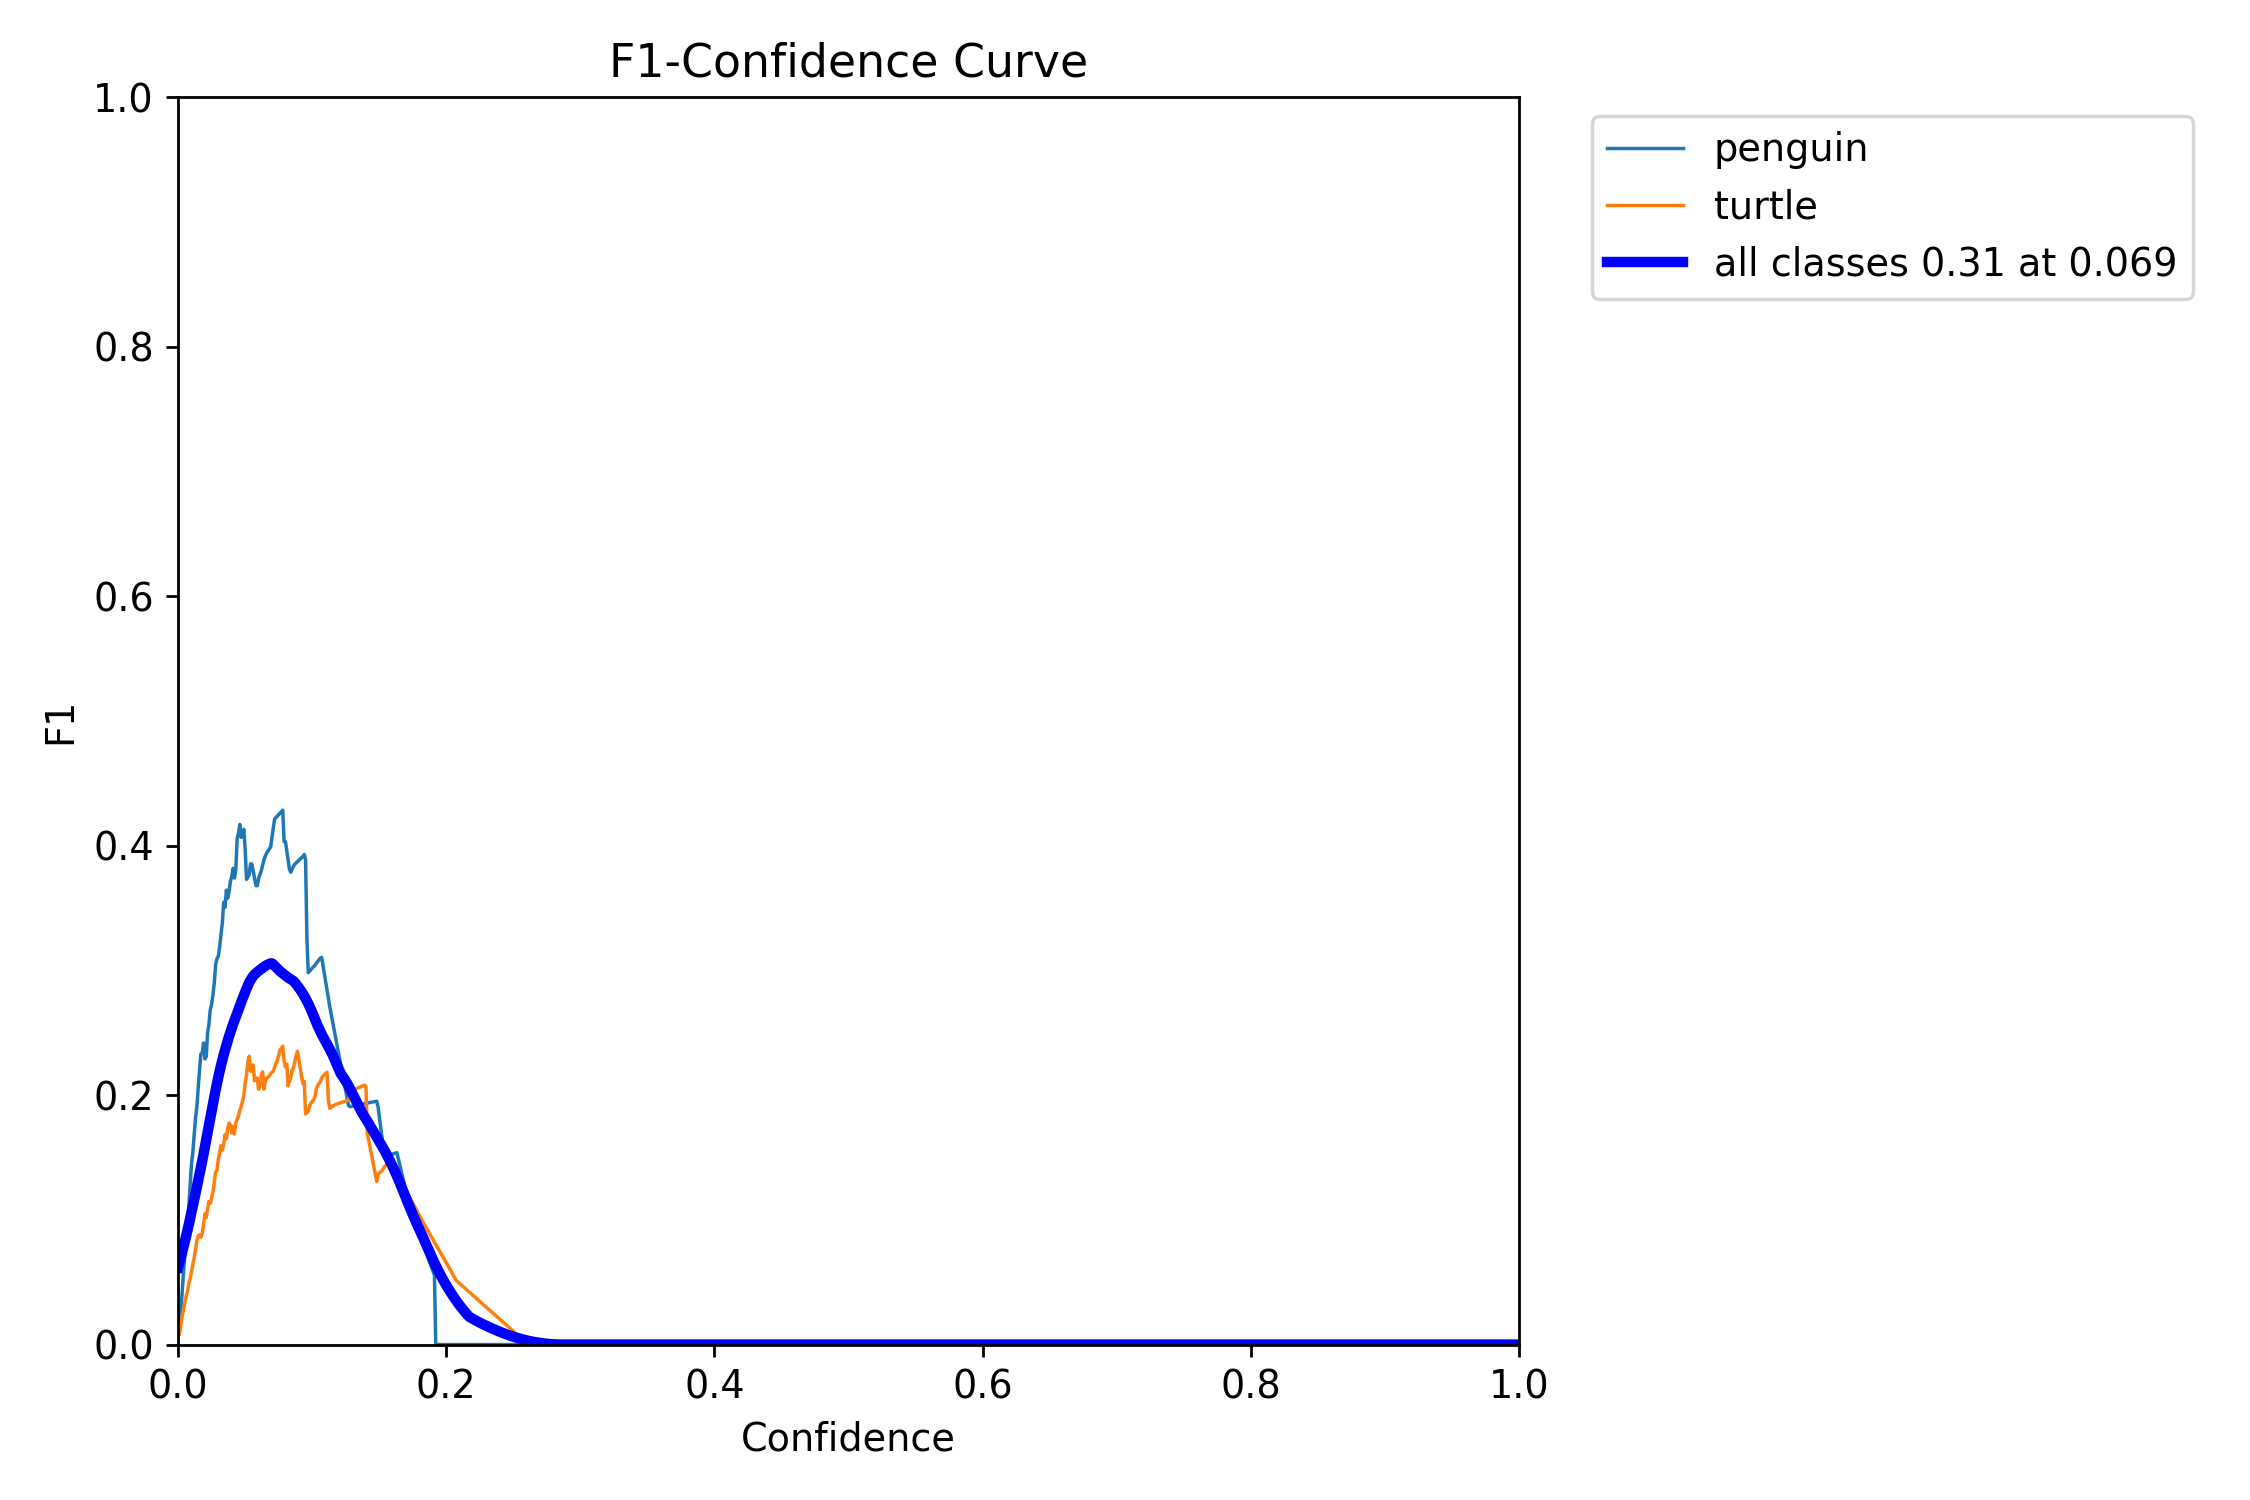 F1-Confidence Curve
1.0
0.8
0.6
0.4
0.2
0.0
F1
0.0 0.2 0.4 0.6 0.8 1.0
Confidence
penguin
turtle
all classes 0.31 at 0.069